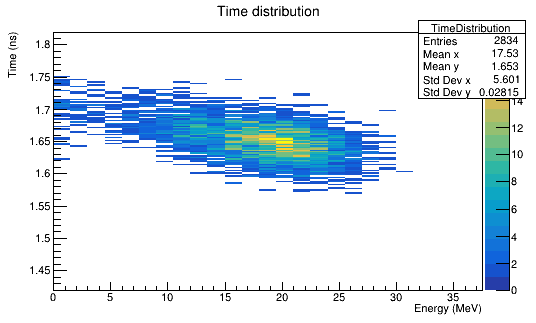 Time distribution
TimeDistribution
Entries 2834
Mean x 17.53
Mean y 1.653
Std Dev x 5.601
Std Dev y 0.02815
Time (ns)
1.8
1.75
1.7
1.65
1.6
1.55
1.5
1.45
0 5 10 15 20 25 30 35
Energy (MeV)
14
12
10
8
6
4
2
0